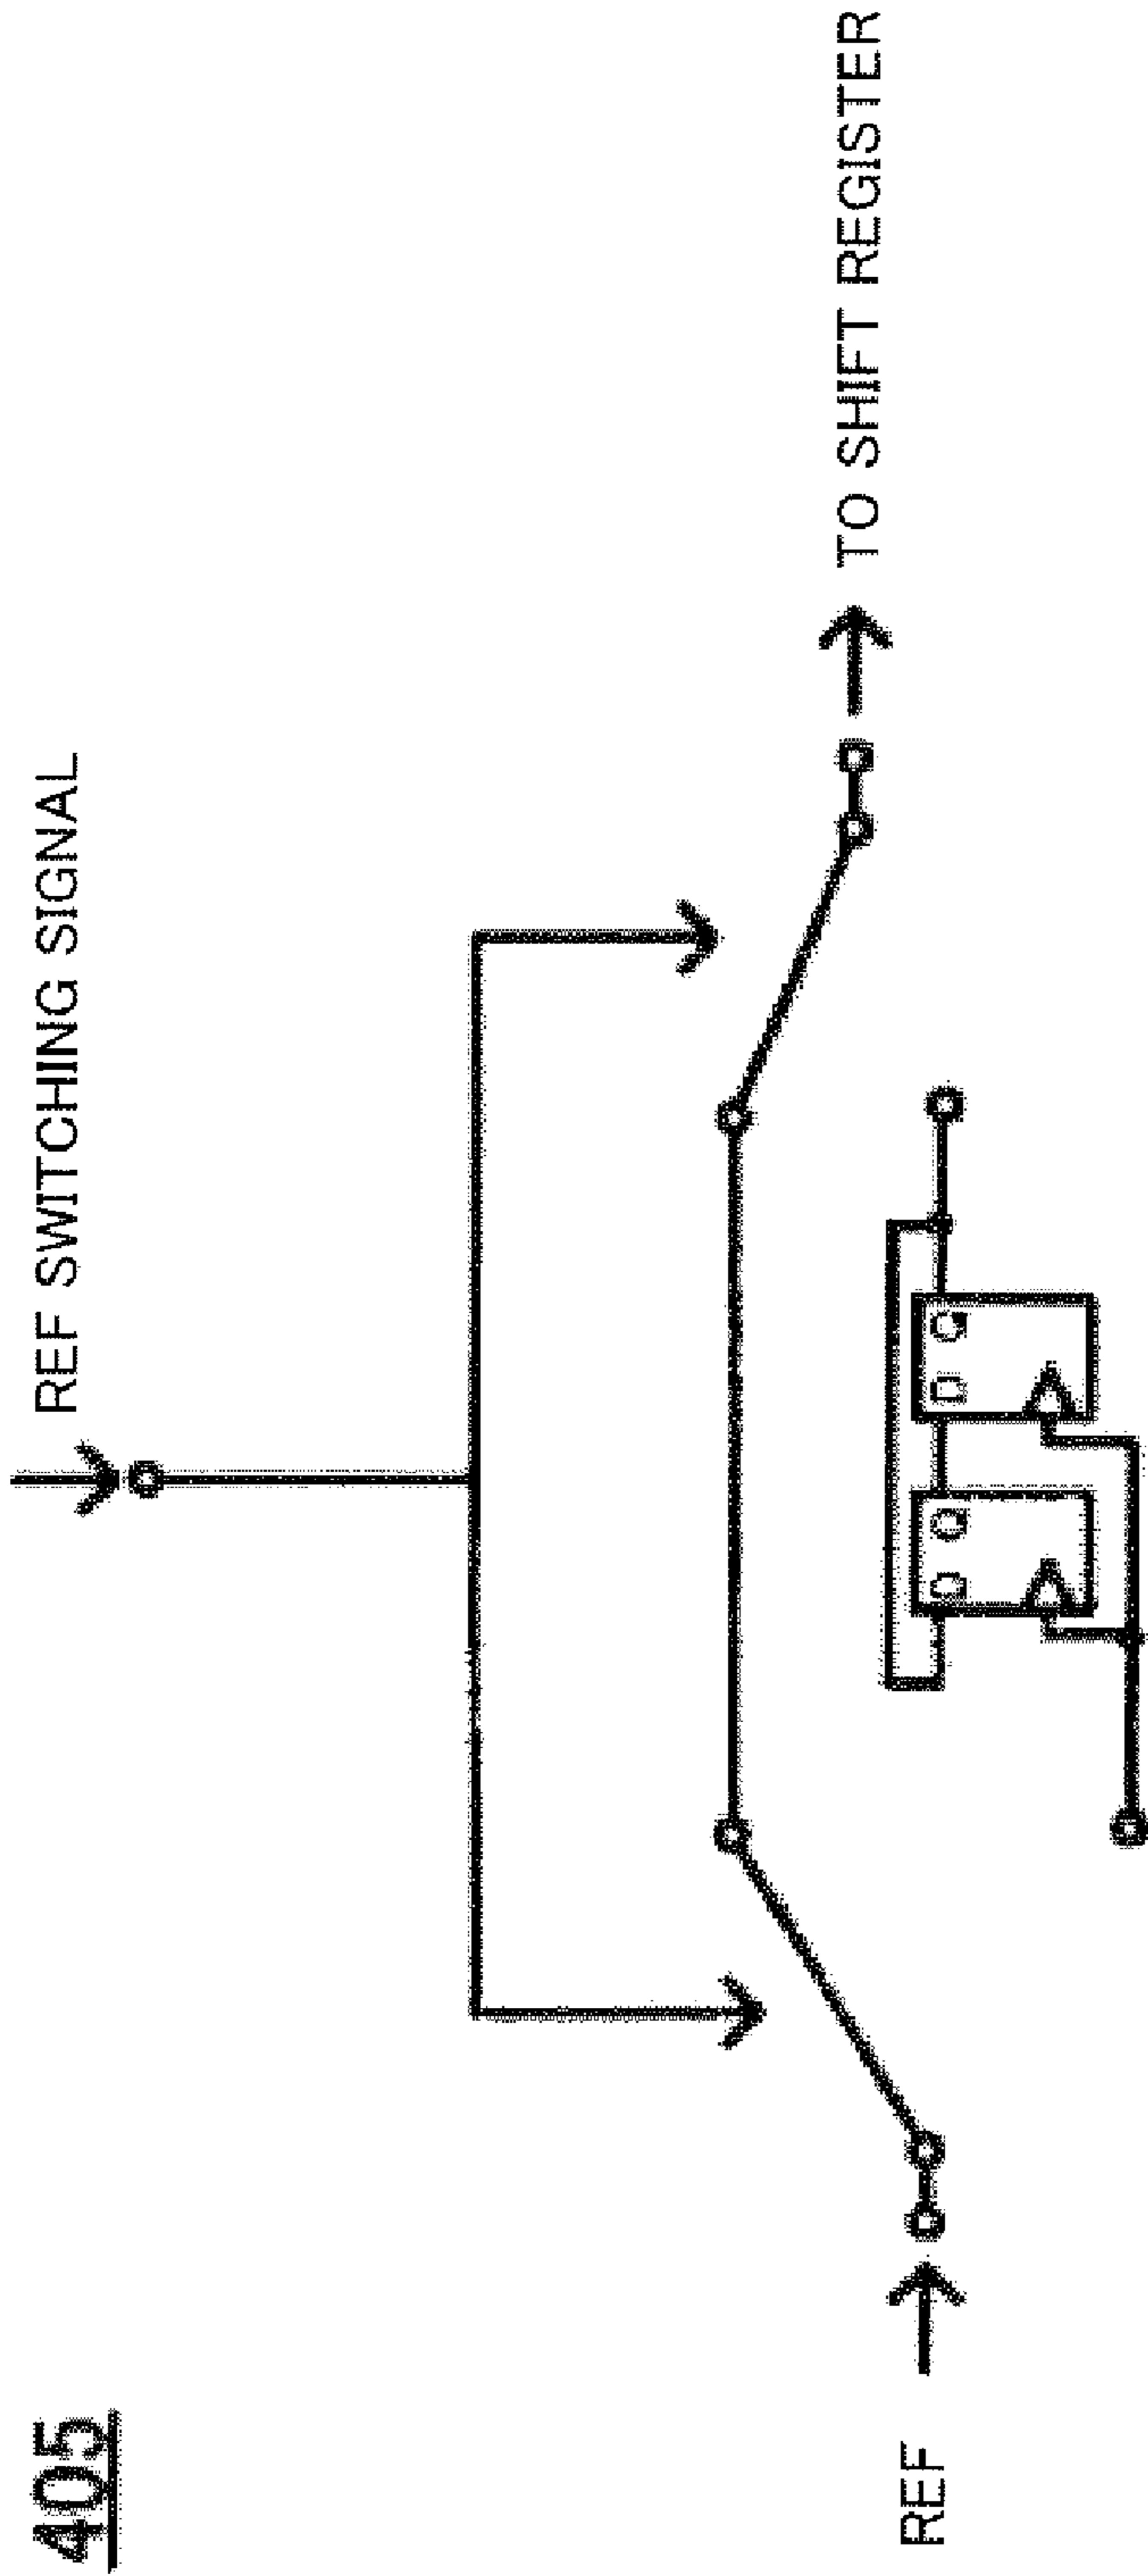 405
REF SWITCHING SIGNAL
REF
TO SHIFT REGISTER
D Q
D Q